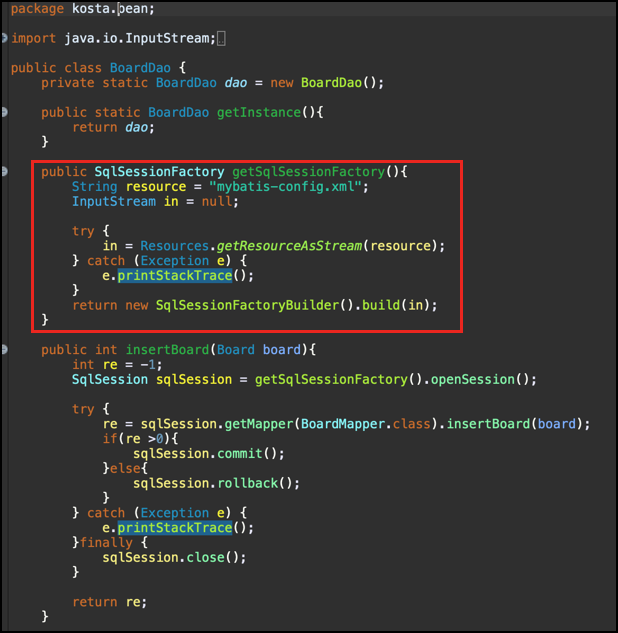 package kosta.bean;
import java.io.InputStream;
public class BoardDao {
private static BoardDao dao = new BoardDao();
public static BoardDao getInstance(){
return dao;
}
public SqlSessionFactory getSqlSessionFactory(){
String resource = "mybatis-config.xml";
InputStream in = null;
try {
in = Resources.getResourceAsStream(resource);
} catch (Exception e) {
e.printStackTrace();
}
return new SqlSessionFactoryBuilder().build(in);
}
public int insertBoard(Board board){
int re = -1;
SqlSession sqlSession = getSqlSessionFactory().openSession();
try {
re = sqlSession.getMapper(BoardMapper.class).insertBoard(board);
if(re >0){
sqlSession.commit();
}else{
sqlSession.rollback();
}
} catch (Exception e) {
e.printStackTrace();
}finally {
sqlSession.close();
}
return re;
}